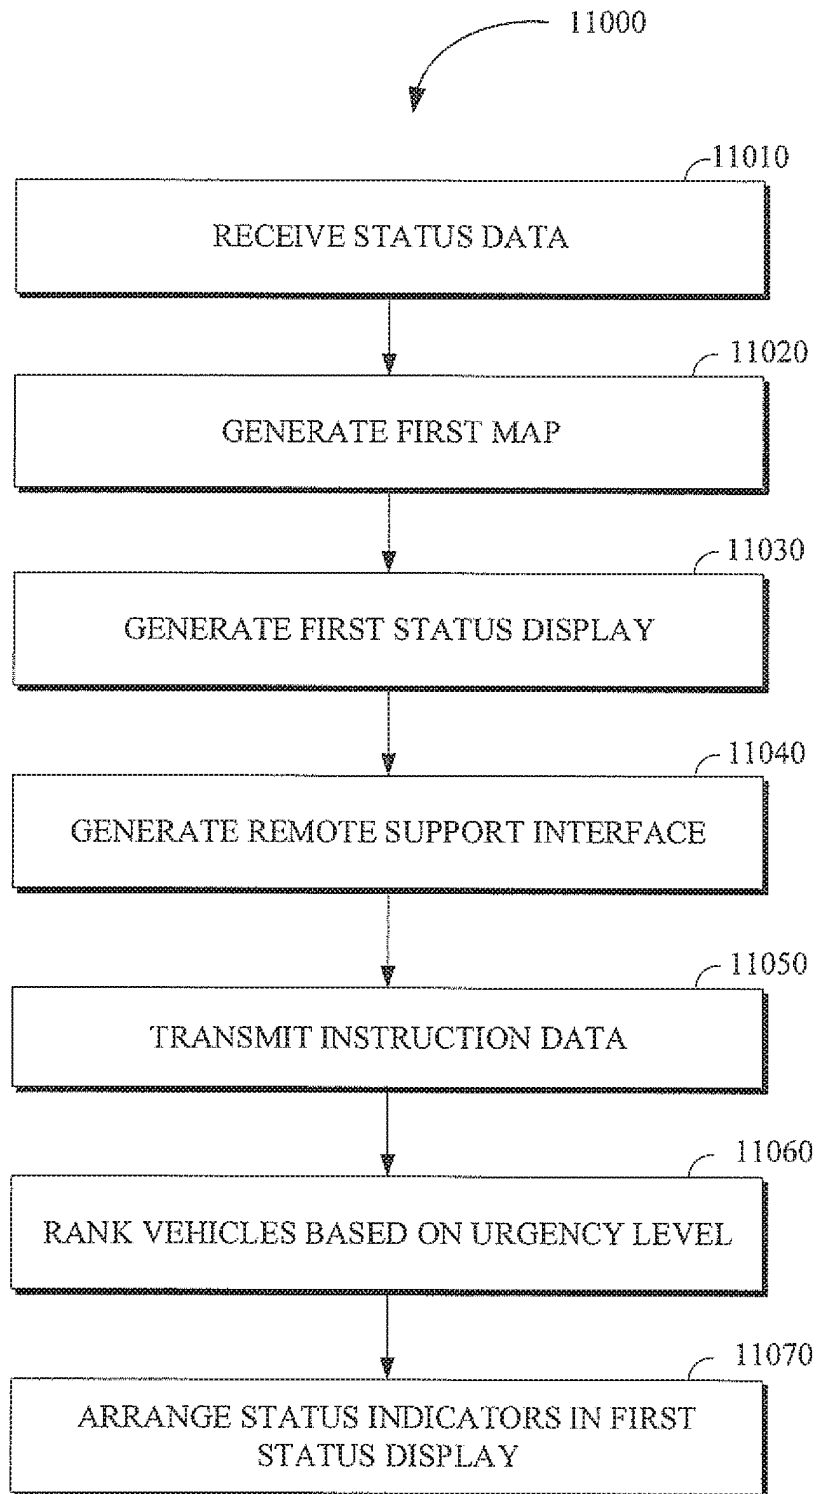 11000
11010
RECEIVE STATUS DATA
11020
GENERATE FIRST MAP
11030
GENERATE FIRST STATUS DISPLAY
11040
GENERATE REMOTE SUPPORT INTERFACE
11050
TRANSMIT INSTRUCTION DATA
11060
RANK VEHICLES BASED ON URGENCY LEVEL
11070
ARRANGE STATUS INDICATORS IN FIRST
STATUS DISPLAY